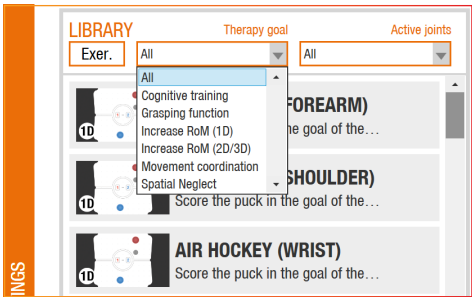 LIBRARY
Therapy goal
Active joints
Exer.
All
All
All
Cognitive training
Grasping function
Increase RoM (1D)
Increase RoM (2D/3D)
Movement coordination
Spatial Neglect
FOREARM)
he goal of the…
1D
SHOULDER)
Score the puck in the goal of the…
1D
AIR HOCKEY (WRIST)
Score the puck in the goal of the…
1D
INGS